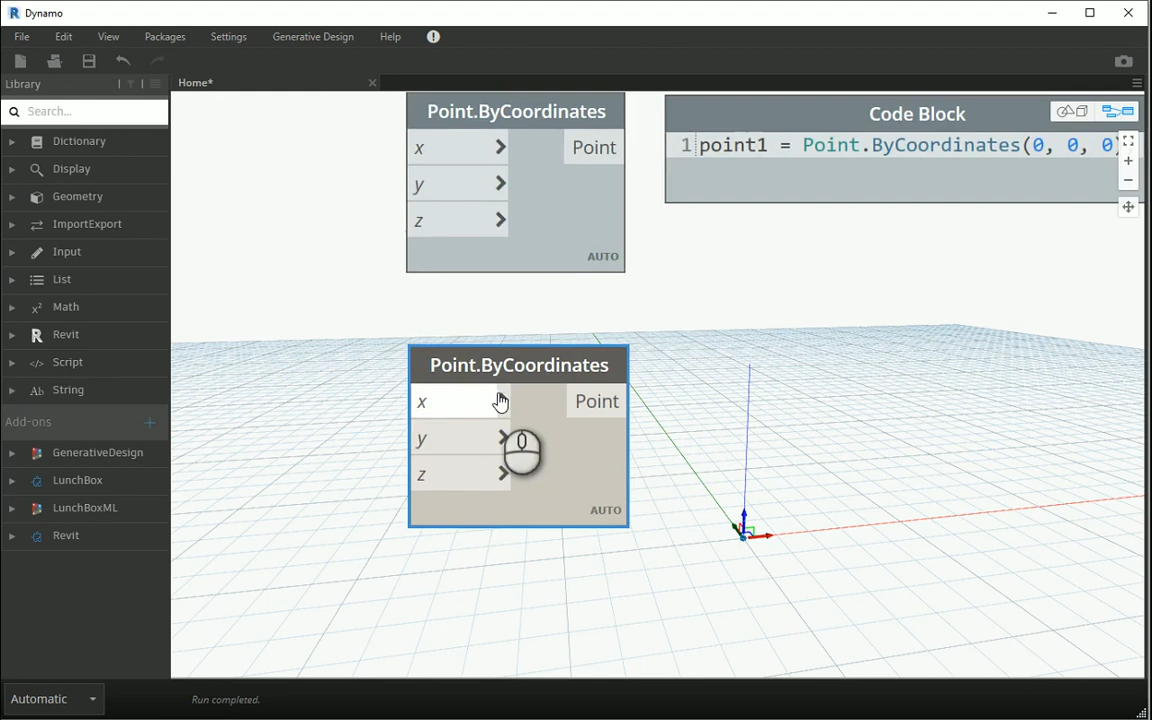 Dynamo
File Edit View Packages Settings Generative Design Help
Library
Home*
Search...
Dictionary
Display
Geometry
ImportExport
Input
List
Math
Revit
Script
String
Add-ons
GenerativeDesign
LunchBox
LunchBoxML
Revit
Point.ByCoordinates
x
y
z
Point
AUTO
Code Block
1 point1 = Point.ByCoordinates(0, 0, 0)
Point.ByCoordinates
x
y
z
Point
AUTO
Automatic
Run completed.